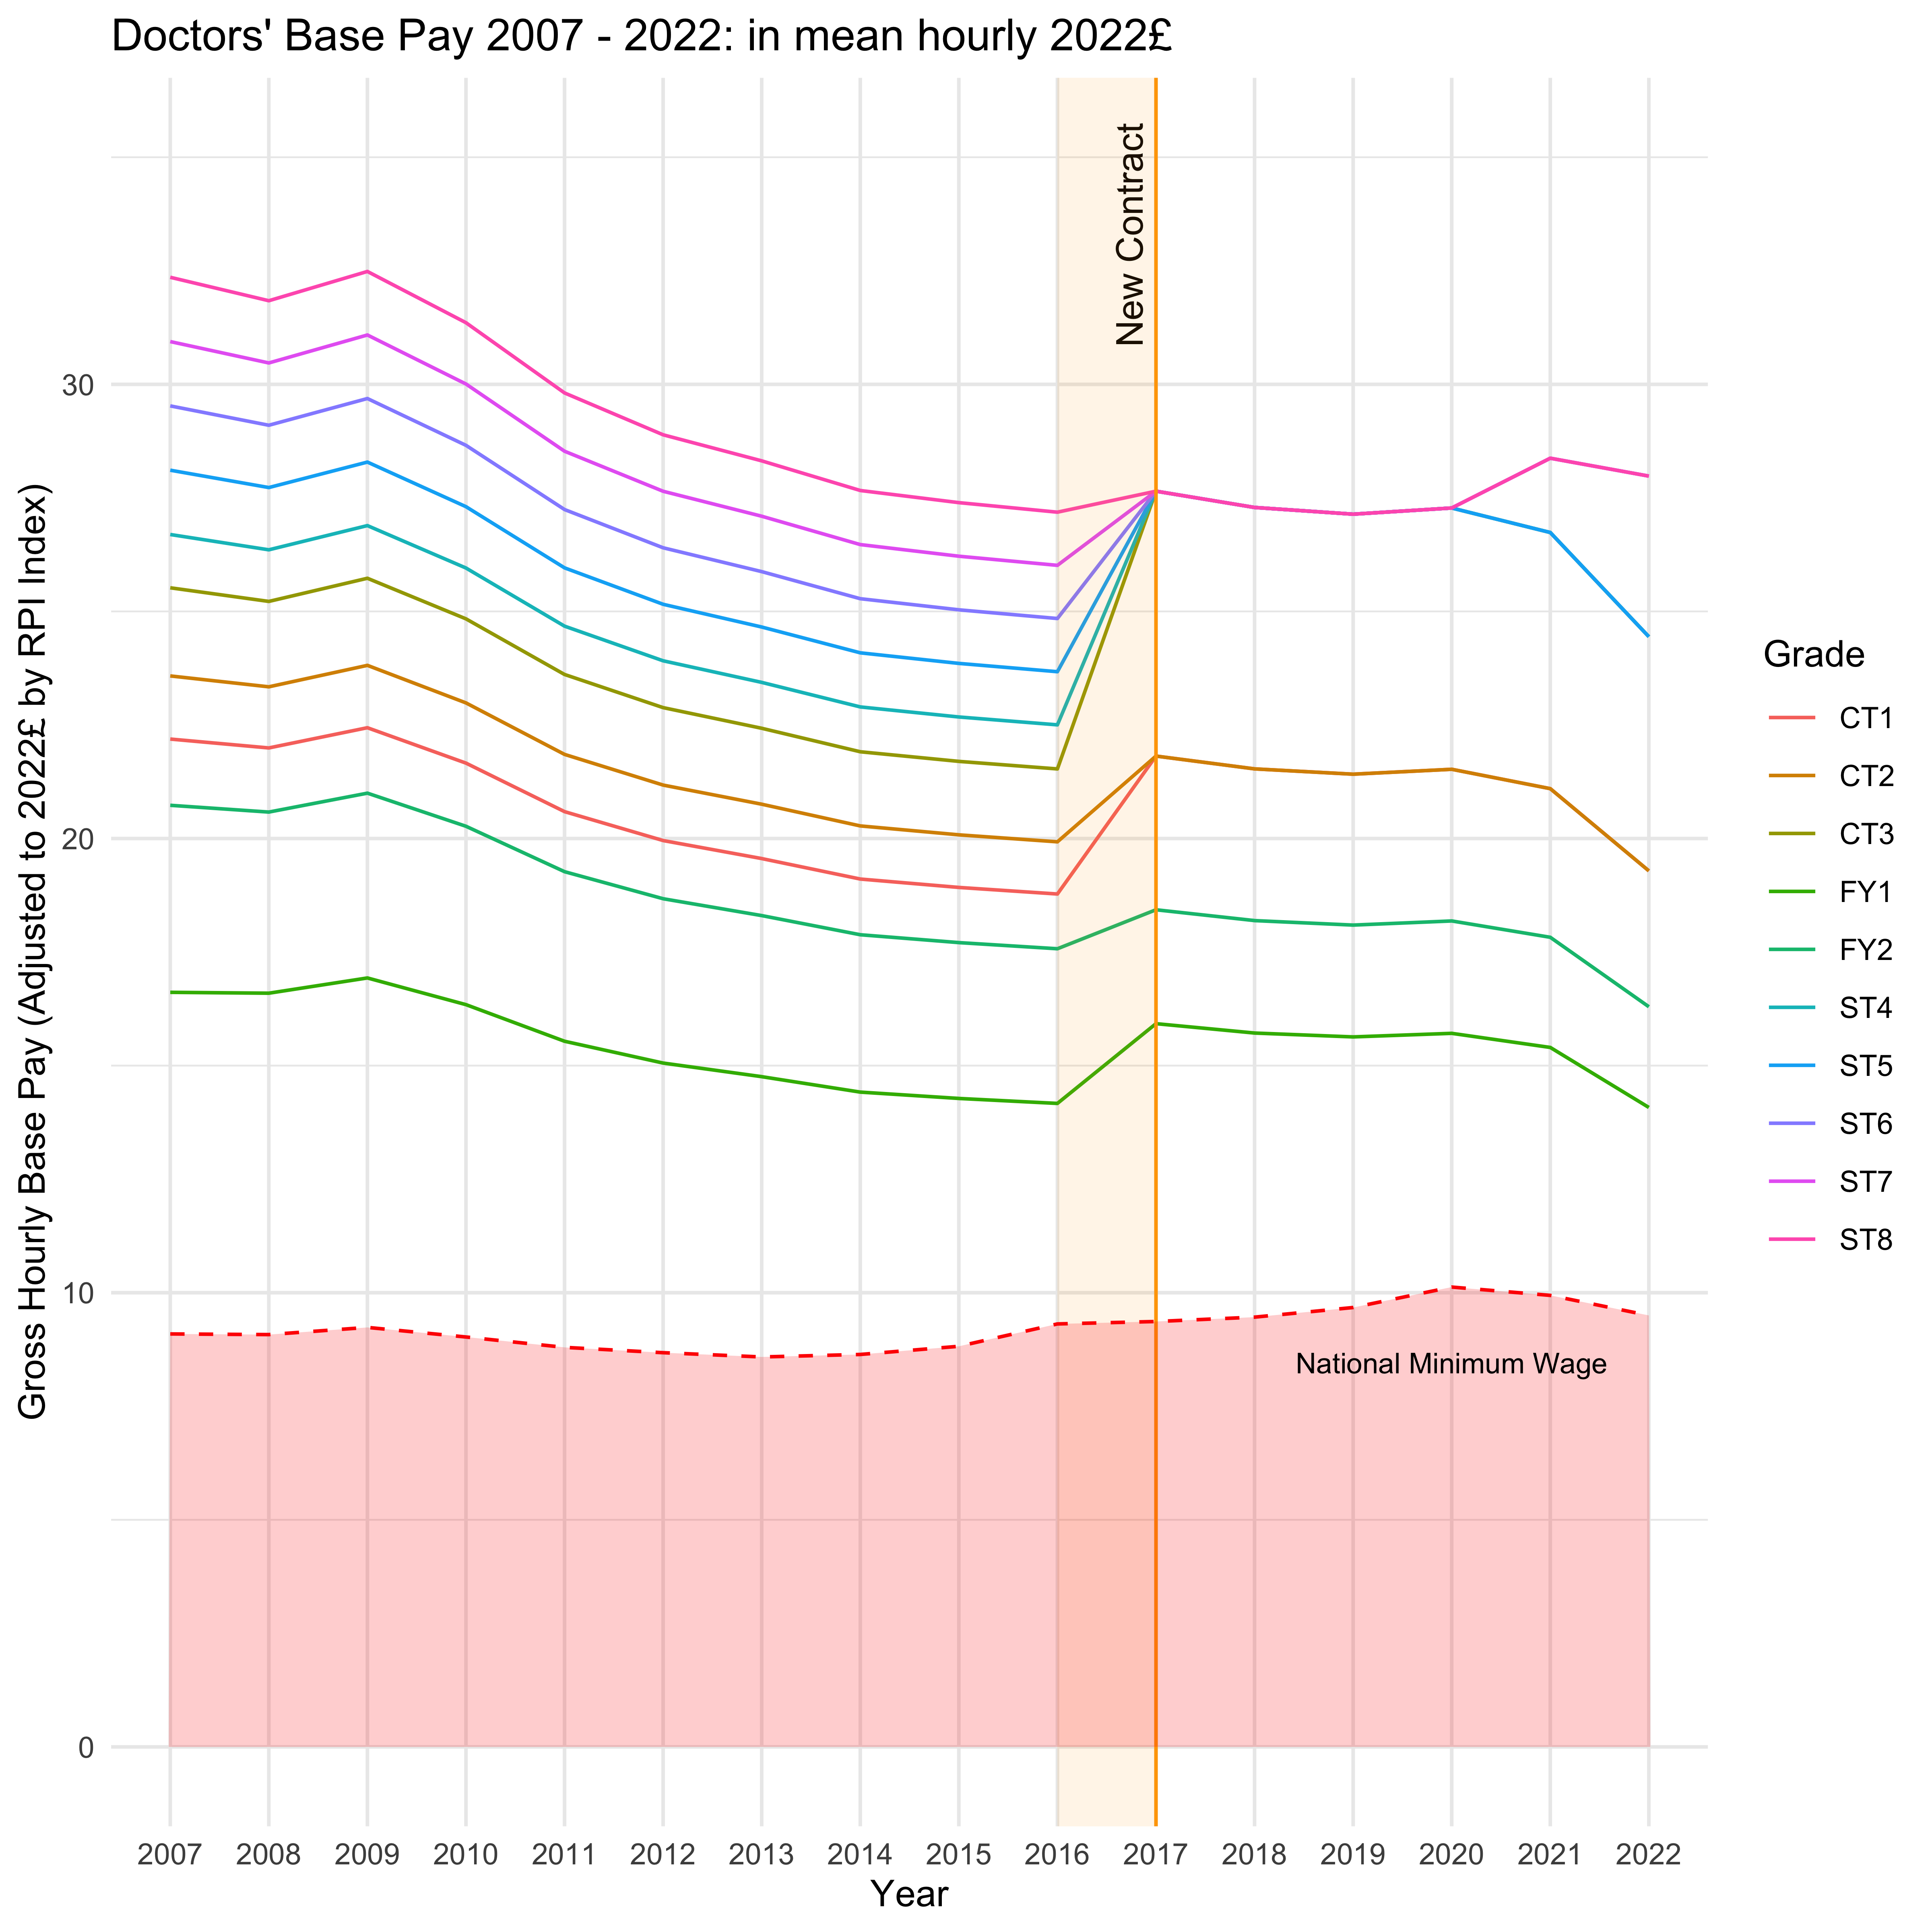 Doctors' Base Pay 2007 - 2022: in mean hourly 2022£
Gross Hourly Base Pay (Adjusted to 2022£ by RPI Index)
30
20
10
0
New Contract
National Minimum Wage
2007 2008 2009 2010 2011 2012 2013 2014 2015 2016 2017 2018 2019 2020 2021 2022
Year
Grade
CT1
CT2
CT3
FY1
FY2
ST4
ST5
ST6
ST7
ST8